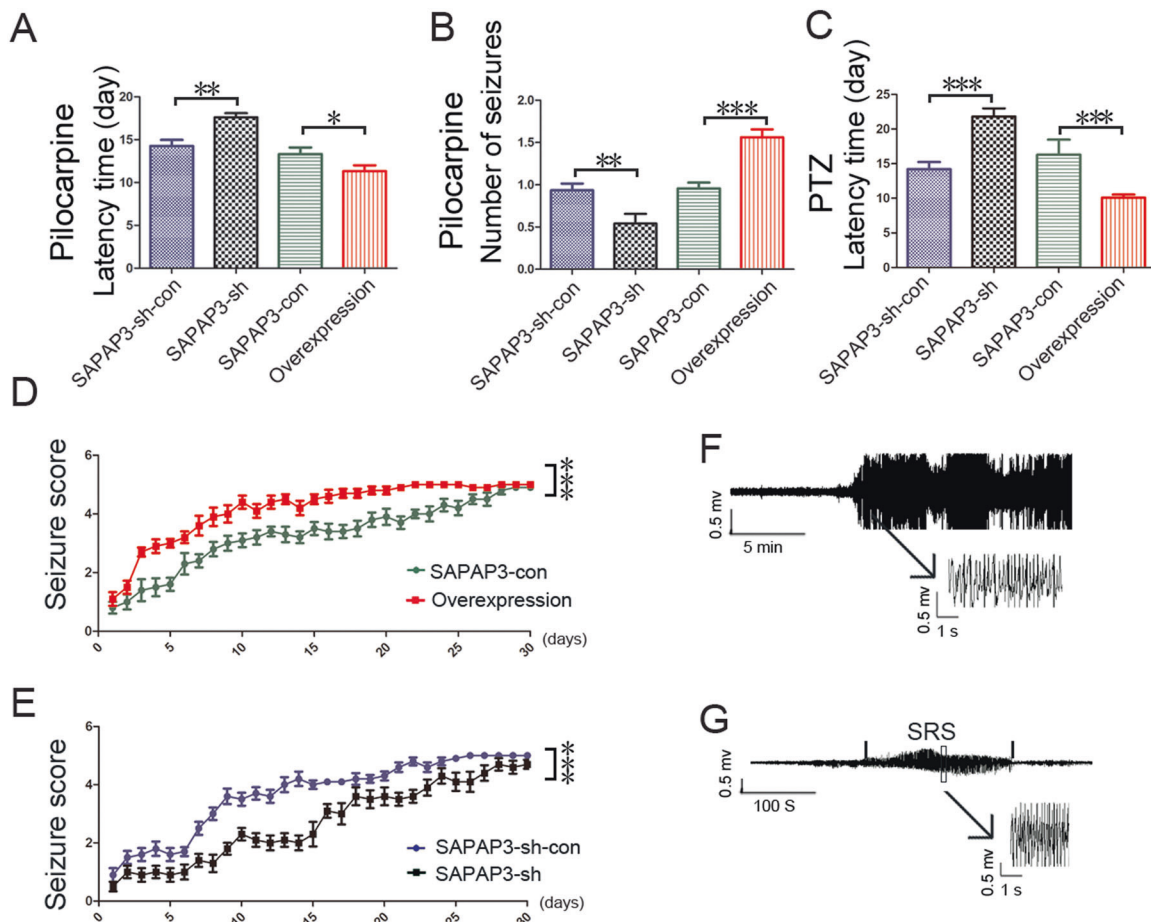 A
Pilocarpine
Latency time (day)
20
15
10
5
0
**
*
SAPAP3-sh-con
SAPAP3-sh
SAPAP3-con
Overexpression
B
Pilocarpine
Number of seizures
2.0
1.5
1.0
0.5
0.0
**
***
SAPAP3-sh-con
SAPAP3-sh
SAPAP3-con
Overexpression
C
PTZ
Latency time (day)
25
20
15
10
5
0
***
***
SAPAP3-sh-con
SAPAP3-sh
SAPAP3-con
Overexpression
D
Seizure score
6
4
2
0
***
SAPAP3-con
Overexpression
0 5 10 15 20 25 30 (days)
E
Seizure score
6
4
2
0
***
SAPAP3-sh-con
SAPAP3-sh
0 5 10 15 20 25 30 (days)
F
0.5 mv
5 min
0.5 mv
1 s
G
SRS
0.5 mv
100 S
0.5 mv
1 s